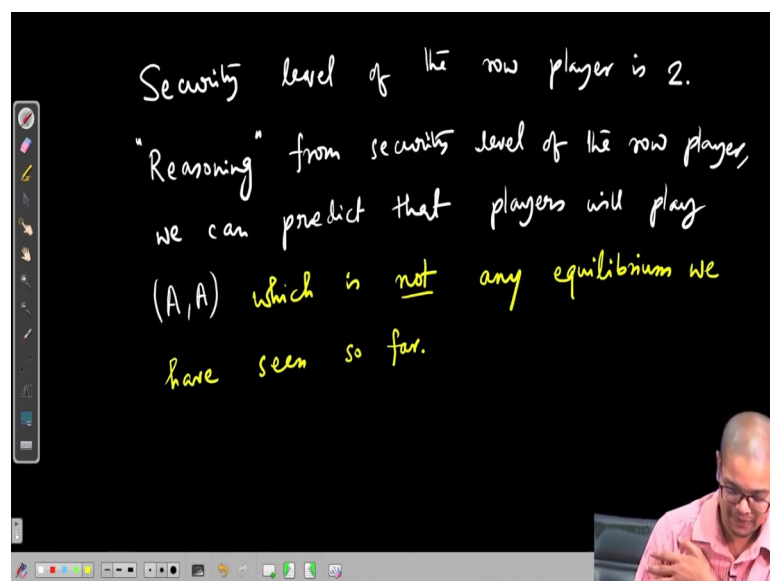 Security level of the row player is 2.
"Reasoning" from security level of the row player,
we can predict that players will play
(A,A) which is not any equilibrium we
have seen so far.